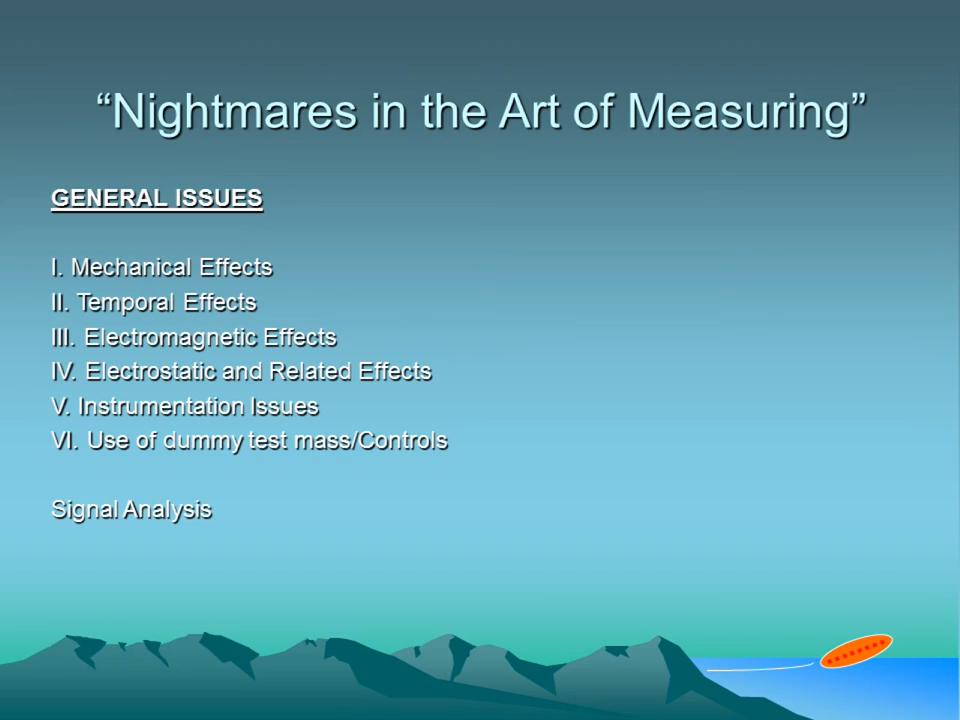 “Nightmares in the Art of Measuring”
GENERAL ISSUES
I. Mechanical Effects
II. Temporal Effects
III. Electromagnetic Effects
IV. Electrostatic and Related Effects
V. Instrumentation Issues
VI. Use of dummy test mass/Controls
Signal Analysis